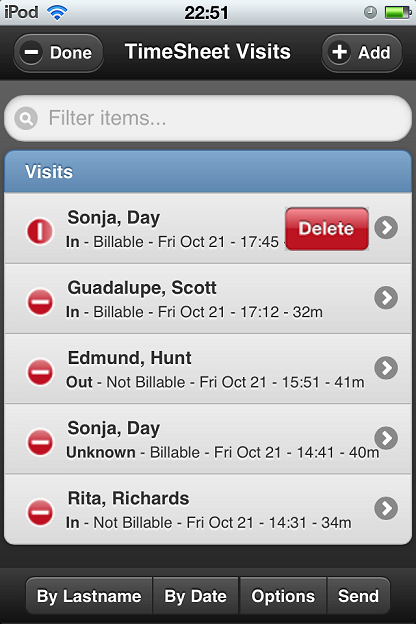 iPod 22:51
Done TimeSheet Visits Add
Filter items...
Visits
Sonja, Day
In - Billable - Fri Oct 21 - 17:45 -
Delete
Guadalupe, Scott
In - Billable - Fri Oct 21 - 17:12 - 32m
Edmund, Hunt
Out - Not Billable - Fri Oct 21 - 15:51 - 41m
Sonja, Day
Unknown - Billable - Fri Oct 21 - 14:41 - 40m
Rita, Richards
In - Not Billable - Fri Oct 21 - 14:31 - 34m
By Lastname By Date Options Send